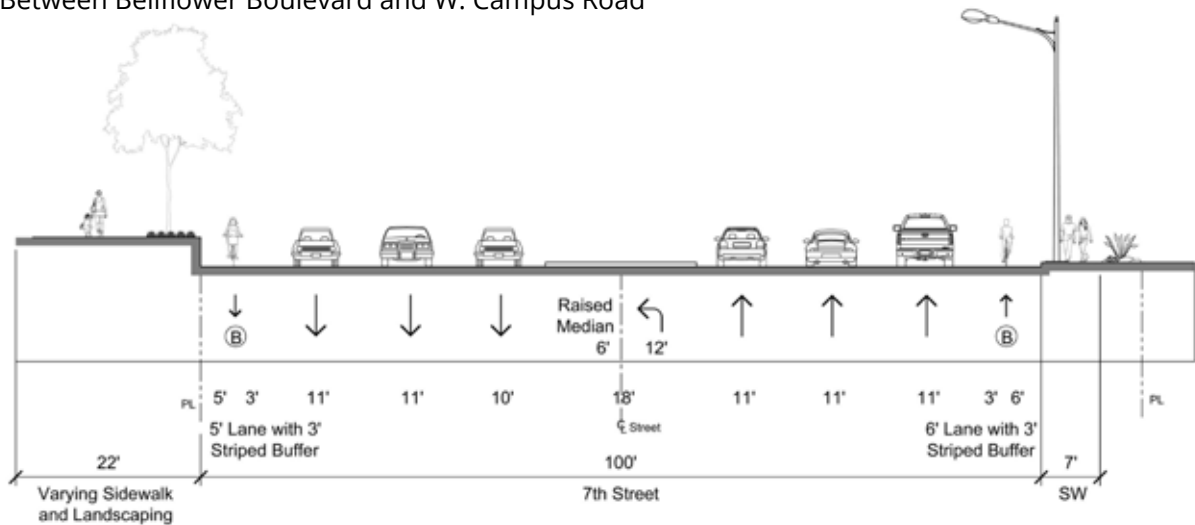 Between Bellflower Boulevard and W. Campus Road
Raised
Median
6' 12'
B B
PL 5' 3' 11' 11' 10' 18' 11' 11' 11' 3' 6' PL
℄ Street
5' Lane with 3'
Striped Buffer
6' Lane with 3'
Striped Buffer
22' 100' 7'
Varying Sidewalk
and Landscaping
7th Street
SW